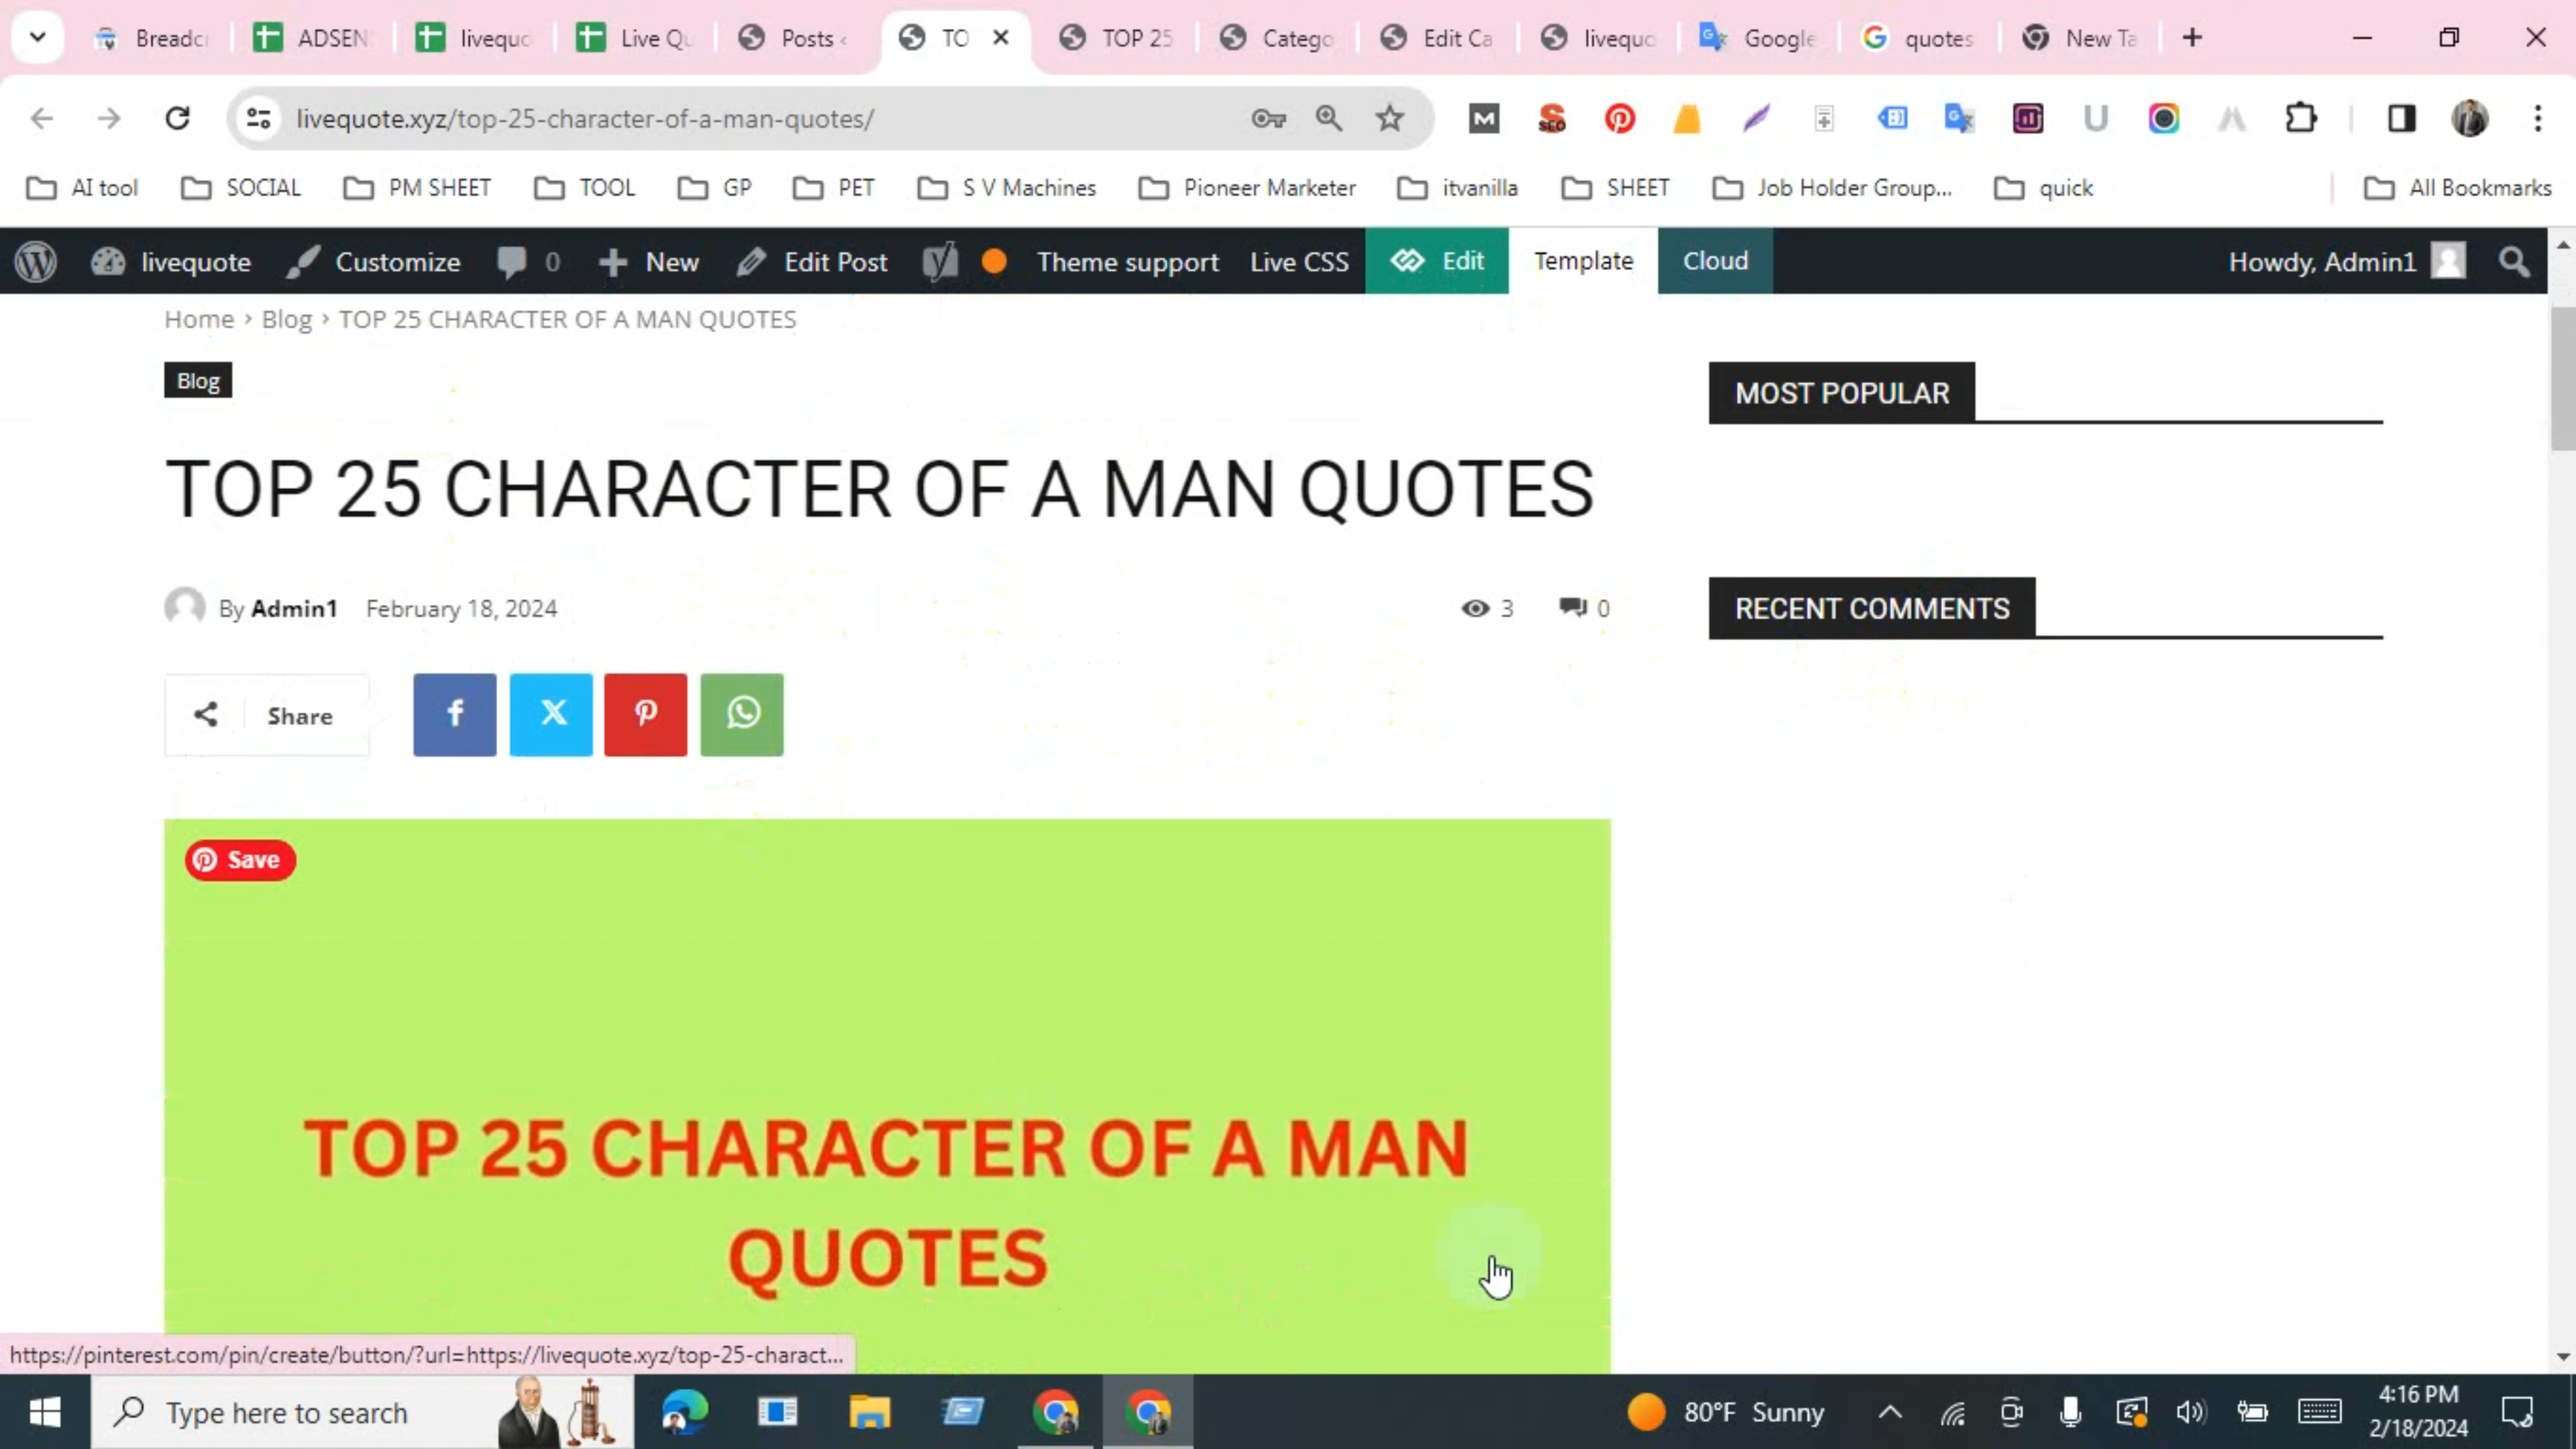 Breadc
ADSEN
livequo
Live Qu
Posts
TO
TOP 25
Catego
Edit Ca
livequo
Google
quotes
New Ta
livequote.xyz/top-25-character-of-a-man-quotes/
AI tool
SOCIAL
PM SHEET
TOOL
GP
PET
S V Machines
Pioneer Marketer
itvanilla
SHEET
Job Holder Group...
quick
All Bookmarks
livequote
Customize
0
New
Edit Post
Theme support
Live CSS
Edit
Template
Cloud
Howdy, Admin1
Home › Blog › TOP 25 CHARACTER OF A MAN QUOTES
Blog
TOP 25 CHARACTER OF A MAN QUOTES
By Admin1 February 18, 2024
3
0
Share
MOST POPULAR
RECENT COMMENTS
Save
TOP 25 CHARACTER OF A MAN
QUOTES
https://pinterest.com/pin/create/button/?url=https://livequote.xyz/top-25-charact...
Type here to search
80°F Sunny
4:16 PM
2/18/2024